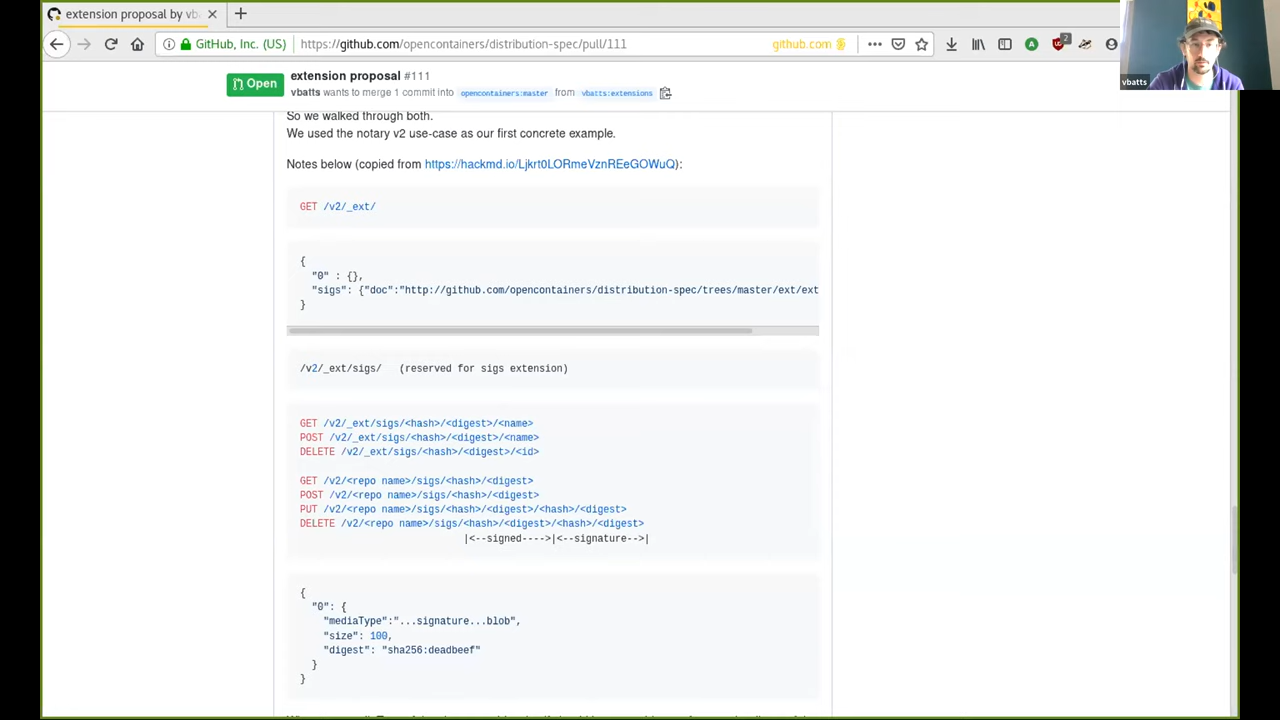 extension proposal by vb
GitHub, Inc. (US)
https://github.com/opencontainers/distribution-spec/pull/111
github.com
2
vbatts
Open
extension proposal #111
vbatts wants to merge 1 commit into opencontainers:master from vbatts:extensions
So we walked through both.
We used the notary v2 use-case as our first concrete example.
Notes below (copied from https://hackmd.io/Ljkrt0LORmeVznREeGOWuQ):
GET /v2/_ext/
{
"0" : {},
"sigs": {"doc":"http://github.com/opencontainers/distribution-spec/trees/master/ext/ext
}
/v2/_ext/sigs/ (reserved for sigs extension)
GET /v2/_ext/sigs/<hash>/<digest>/<name>
POST /v2/_ext/sigs/<hash>/<digest>/<name>
DELETE /v2/_ext/sigs/<hash>/<digest>/<id>
GET /v2/<repo name>/sigs/<hash>/<digest>
POST /v2/<repo name>/sigs/<hash>/<digest>
PUT /v2/<repo name>/sigs/<hash>/<digest>/<hash>/<digest>
DELETE /v2/<repo name>/sigs/<hash>/<digest>/<hash>/<digest>
|<--signed---->|<--signature-->|
{
"0": {
"mediaType":"...signature...blob",
"size": 100,
"digest": "sha256:deadbeef"
}
}